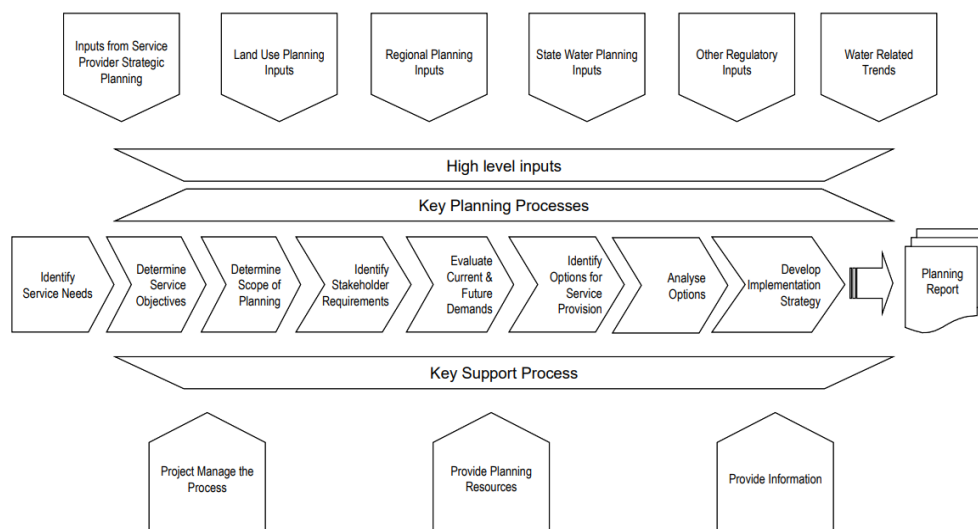 Inputs from Service
Provider Strategic
Planning
Land Use Planning
Inputs
Regional Planning
Inputs
State Water Planning
Inputs
Other Regulatory
Inputs
Water Related
Trends
High level inputs
Key Planning Processes
Identify
Service Needs
Determine
Service
Objectives
Determine
Scope of
Planning
Identify
Stakeholder
Requirements
Evaluate
Current &
Future
Demands
Identify
Options for
Service
Provision
Analyse
Options
Develop
Implementation
Strategy
Planning
Report
Key Support Process
Project Manage the
Process
Provide Planning
Resources
Provide Information